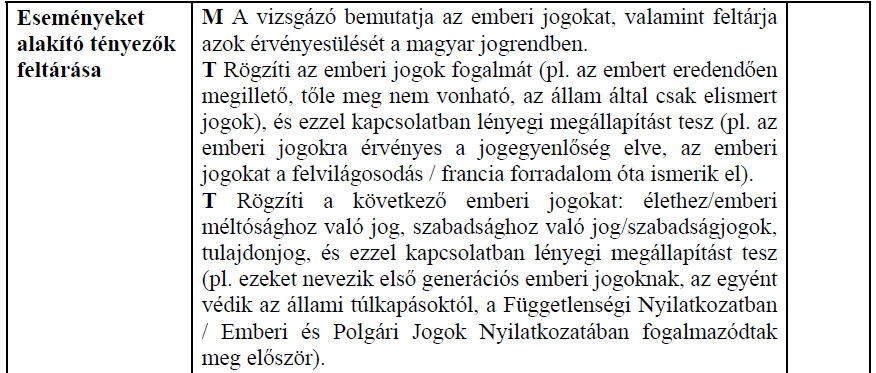 Eseményeket
alakító tényezők
feltárása
M A vizsgázó bemutatja az emberi jogokat, valamint feltárja
azok érvényesülését a magyar jogrendben.
T Rögzíti az emberi jogok fogalmát (pl. az embert eredendően
megillető, tőle meg nem vonható, az állam által csak elismert
jogok), és ezzel kapcsolatban lényegi megállapítást tesz (pl. az
emberi jogokra érvényes a jogegyenlőség elve, az emberi
jogokat a felvilágosodás / francia forradalom óta ismerik el).
T Rögzíti a következő emberi jogokat: élethez/emberi
méltósághoz való jog, szabadsághoz való jog/szabadságjogok,
tulajdonjog, és ezzel kapcsolatban lényegi megállapítást tesz
(pl. ezeket nevezik első generációs emberi jogoknak, az egyént
védik az állami túlkapásoktól, a Függetlenségi Nyilatkozatban
/ Emberi és Polgári Jogok Nyilatkozatában fogalmazódtak
meg először).